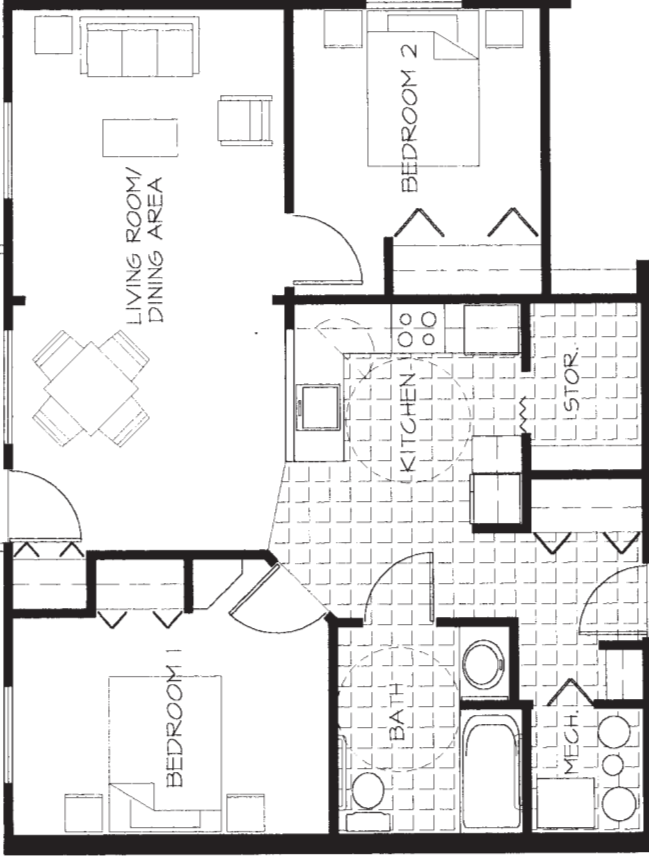 BEDROOM 2
LIVING ROOM/
DINING AREA
KITCHEN
STOR.
BEDROOM 1
BATH
MECH.